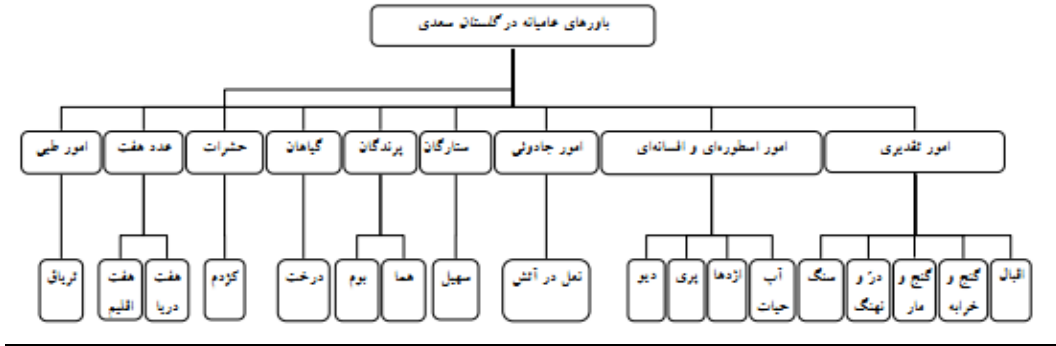 باورهای عامیانه در گلستان سعدی
امور تقدیری
امور اسطوره‌ای و افسانه‌ای
امور جادوئی
ستارگان
پرندگان
گیاهان
حشرات
عدد هفت
امور طبی
اقبال
گنج و
خرابه
گنج و
مار
درّ و
نهنگ
سنگ
آب
حیات
اژدها
پری
دیو
نعل در آتش
سهیل
هما
بوم
درخت
کژدم
هفت
دریا
هفت
اقلیم
تریاق